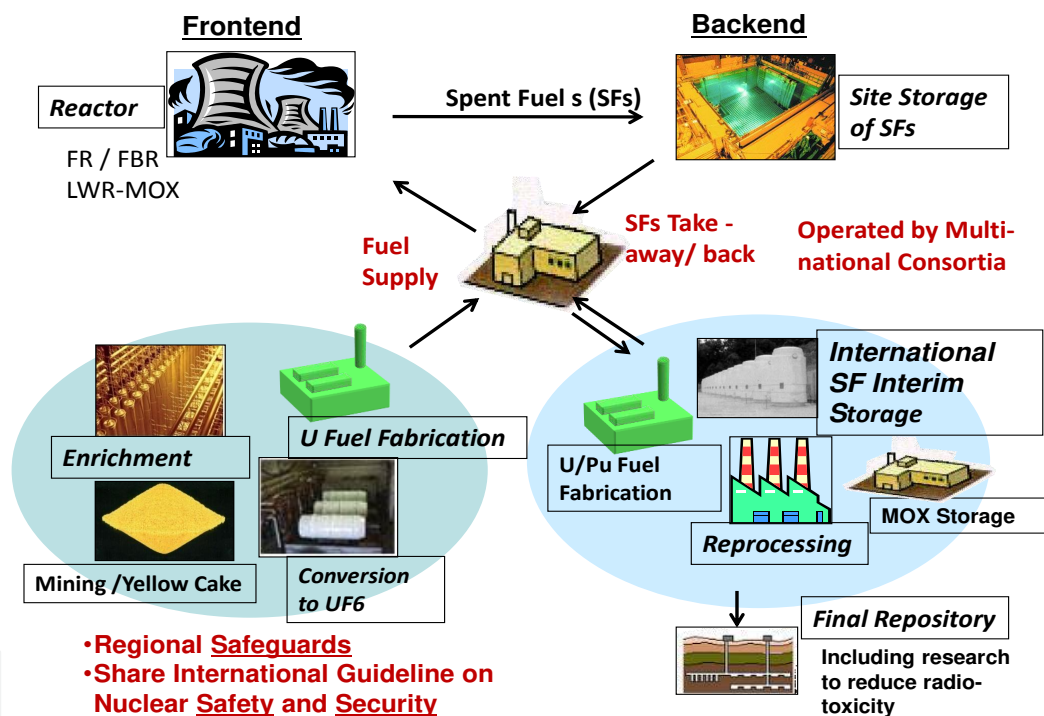 Frontend
Backend
Reactor
FR / FBR
LWR-MOX
Spent Fuel s (SFs)
Site Storage
of SFs
Fuel
Supply
SFs Take -
away/ back
Operated by Multi-
national Consortia
Enrichment
U Fuel Fabrication
Mining /Yellow Cake
Conversion
to UF6
International
SF Interim
Storage
U/Pu Fuel
Fabrication
Reprocessing
MOX Storage
•Regional Safeguards
•Share International Guideline on
Nuclear Safety and Security
Final Repository
Including research
to reduce radio-
toxicity